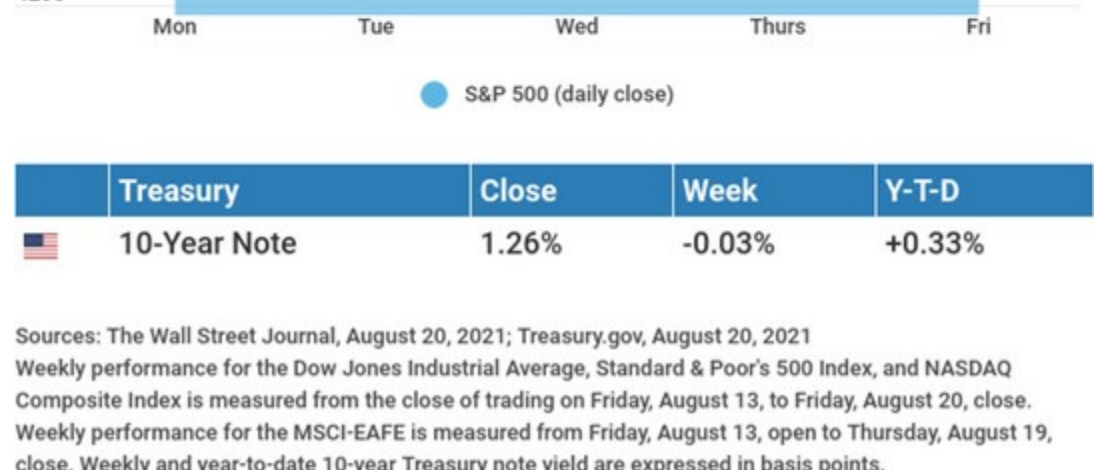 Mon Tue Wed Thurs Fri
S&P 500 (daily close)
Treasury Close Week Y-T-D
10-Year Note 1.26% -0.03% +0.33%
Sources: The Wall Street Journal, August 20, 2021; Treasury.gov, August 20, 2021
Weekly performance for the Dow Jones Industrial Average, Standard & Poor's 500 Index, and NASDAQ
Composite Index is measured from the close of trading on Friday, August 13, to Friday, August 20, close.
Weekly performance for the MSCI-EAFE is measured from Friday, August 13, open to Thursday, August 19,
close. Weekly and year-to-date 10-year Treasury note yield are expressed in basis points.